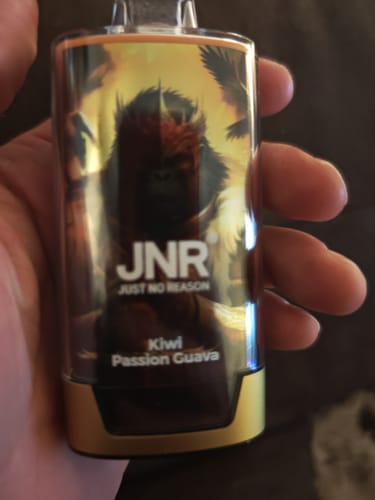 JNR®
JUST NO REASON
Kiwi
Passion Guava